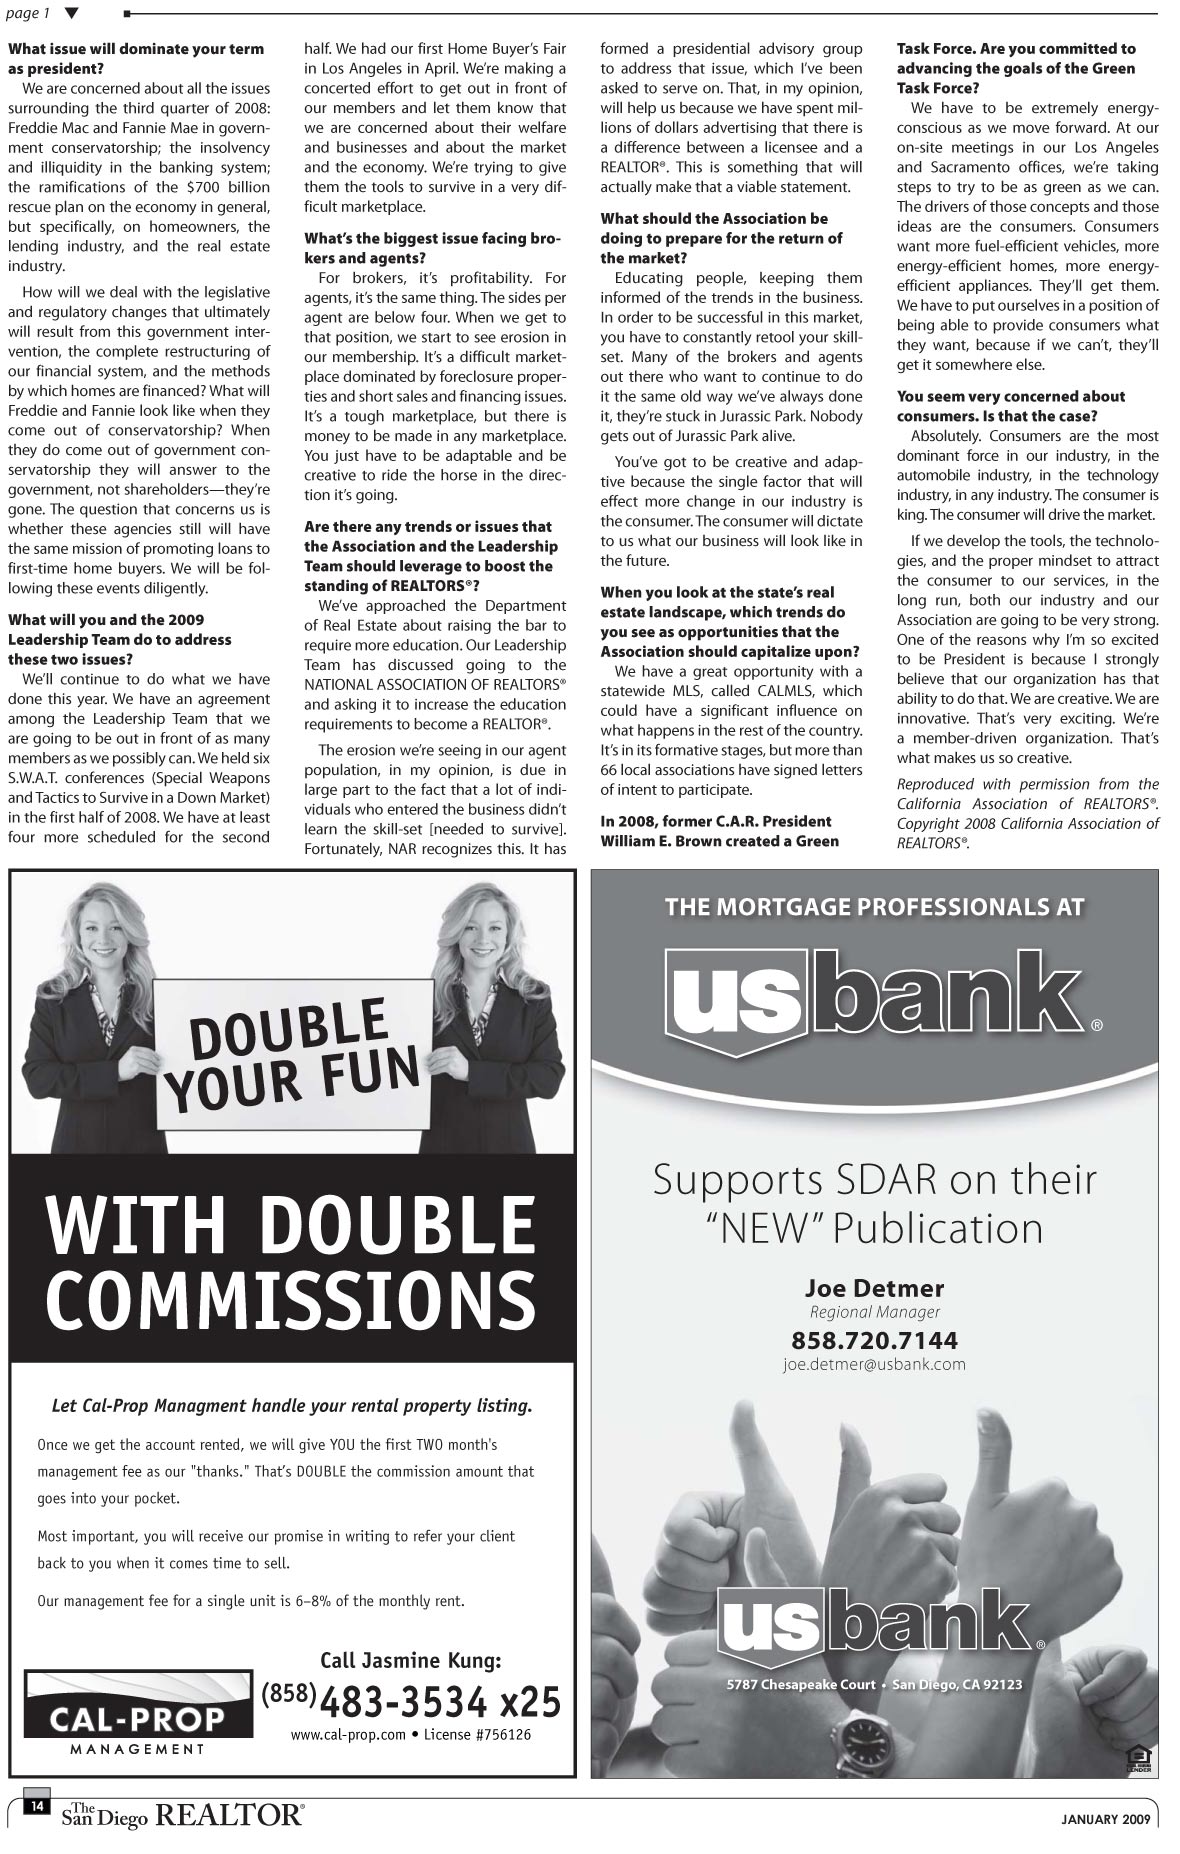 page 1
What issue will dominate your term
as president?
We are concerned about all the issues
surrounding the third quarter of 2008:
Freddie Mac and Fannie Mae in govern-
ment conservatorship; the insolvency
and illiquidity in the banking system;
the ramifications of the $700 billion
rescue plan on the economy in general,
but specifically, on homeowners, the
lending industry, and the real estate
industry.
How will we deal with the legislative
and regulatory changes that ultimately
will result from this government inter-
vention, the complete restructuring of
our financial system, and the methods
by which homes are financed? What will
Freddie and Fannie look like when they
come out of conservatorship? When
they do come out of government con-
servatorship they will answer to the
government, not shareholders—they're
gone. The question that concerns us is
whether these agencies still will have
the same mission of promoting loans to
first-time home buyers. We will be fol-
lowing these events diligently.
What will you and the 2009
Leadership Team do to address
these two issues?
We'll continue to do what we have
done this year. We have an agreement
among the Leadership Team that we
are going to be out in front of as many
members as we possibly can. We held six
S.W.A.T. conferences (Special Weapons
and Tactics to Survive in a Down Market)
in the first half of 2008. We have at least
four more scheduled for the second
half. We had our first Home Buyer's Fair
in Los Angeles in April. We're making a
concerted effort to get out in front of
our members and let them know that
we are concerned about their welfare
and businesses and about the market
and the economy. We're trying to give
them the tools to survive in a very dif-
ficult marketplace.
What's the biggest issue facing bro-
kers and agents?
For brokers, it's profitability. For
agents, it's the same thing. The sides per
agent are below four. When we get to
that position, we start to see erosion in
our membership. It's a difficult market-
place dominated by foreclosure proper-
ties and short sales and financing issues.
It's a tough marketplace, but there is
money to be made in any marketplace.
You just have to be adaptable and be
creative to ride the horse in the direc-
tion it's going.
Are there any trends or issues that
the Association and the Leadership
Team should leverage to boost the
standing of REALTORS®?
We've approached the Department
of Real Estate about raising the bar to
require more education. Our Leadership
Team has discussed going to the
NATIONAL ASSOCIATION OF REALTORS®
and asking it to increase the education
requirements to become a REALTOR®.
The erosion we're seeing in our agent
population, in my opinion, is due in
large part to the fact that a lot of indi-
viduals who entered the business didn't
learn the skill-set [needed to survive].
Fortunately, NAR recognizes this. It has
formed a presidential advisory group
to address that issue, which I've been
asked to serve on. That, in my opinion,
will help us because we have spent mil-
lions of dollars advertising that there is
a difference between a licensee and a
REALTOR®. This is something that will
actually make that a viable statement.
What should the Association be
doing to prepare for the return of
the market?
Educating people, keeping them
informed of the trends in the business.
In order to be successful in this market,
you have to constantly retool your skill-
set. Many of the brokers and agents
out there who want to continue to do
it the same old way we've always done
it, they're stuck in Jurassic Park. Nobody
gets out of Jurassic Park alive.
You've got to be creative and adap-
tive because the single factor that will
effect more change in our industry is
the consumer. The consumer will dictate
to us what our business will look like in
the future.
When you look at the state's real
estate landscape, which trends do
you see as opportunities that the
Association should capitalize upon?
We have a great opportunity with a
statewide MLS, called CALMLS, which
could have a significant influence on
what happens in the rest of the country.
It's in its formative stages, but more than
66 local associations have signed letters
of intent to participate.
In 2008, former C.A.R. President
William E. Brown created a Green
Task Force. Are you committed to
advancing the goals of the Green
Task Force?
We have to be extremely energy-
conscious as we move forward. At our
on-site meetings in our Los Angeles
and Sacramento offices, we're taking
steps to try to be as green as we can.
The drivers of those concepts and those
ideas are the consumers. Consumers
want more fuel-efficient vehicles, more
energy-efficient homes, more energy-
efficient appliances. They'll get them.
We have to put ourselves in a position of
being able to provide consumers what
they want, because if we can't, they'll
get it somewhere else.
You seem very concerned about
consumers. Is that the case?
Absolutely. Consumers are the most
dominant force in our industry, in the
automobile industry, in the technology
industry, in any industry. The consumer is
king. The consumer will drive the market.
If we develop the tools, the technolo-
gies, and the proper mindset to attract
the consumer to our services, in the
long run, both our industry and our
Association are going to be very strong.
One of the reasons why I'm so excited
to be President is because I strongly
believe that our organization has that
ability to do that. We are creative. We are
innovative. That's very exciting. We're
a member-driven organization. That's
what makes us so creative.
Reproduced with permission from the
California Association of REALTORS®.
Copyright 2008 California Association of
REALTORS®.
DOUBLE
YOUR FUN
WITH DOUBLE
COMMISSIONS
Let Cal-Prop Managment handle your rental property listing.
Once we get the account rented, we will give YOU the first TWO month's
management fee as our "thanks." That's DOUBLE the commission amount that
goes into your pocket.
Most important, you will receive our promise in writing to refer your client
back to you when it comes time to sell.
Our management fee for a single unit is 6–8% of the monthly rent.
CAL-PROP
MANAGEMENT
Call Jasmine Kung:
(858)483-3534 x25
www.cal-prop.com • License #756126
THE MORTGAGE PROFESSIONALS AT
usbank®
Supports SDAR on their
"NEW" Publication
Joe Detmer
Regional Manager
858.720.7144
joe.detmer@usbank.com
usbank®
5787 Chesapeake Court • San Diego, CA 92123
EQUAL HOUSING
LENDER
14
The San Diego REALTOR®
JANUARY 2009